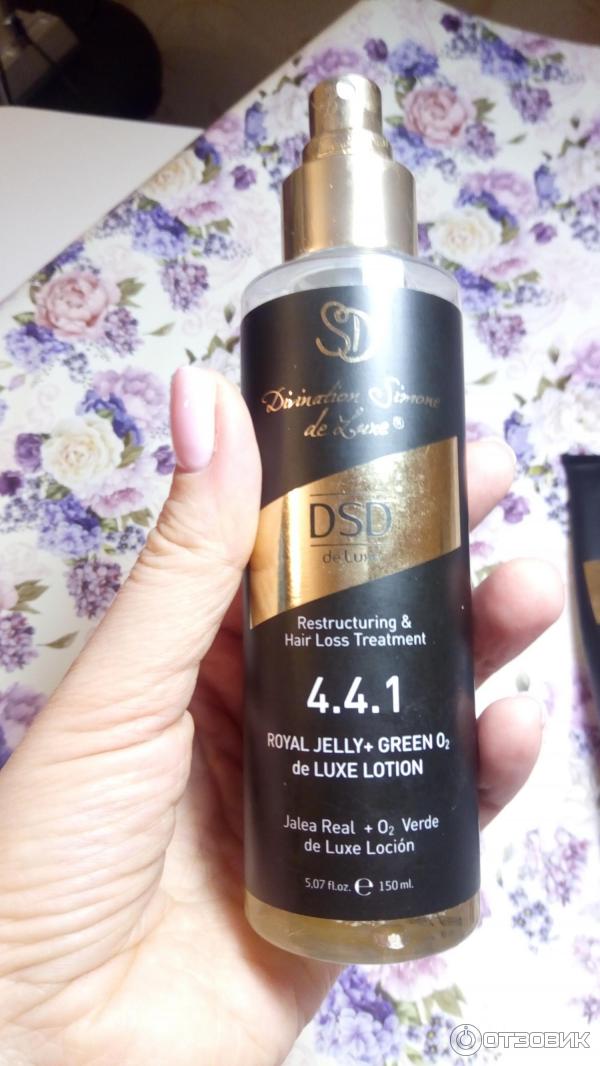 SD
Divination Simone
de Luxe®
DSD
de Luxe
Restructuring &
Hair Loss Treatment
4.4.1
ROYAL JELLY+ GREEN O₂
de LUXE LOTION
Jalea Real + O₂ Verde
de Luxe Loción
5,07 fl.oz. ℮ 150 ml.
ОТЗОВИК